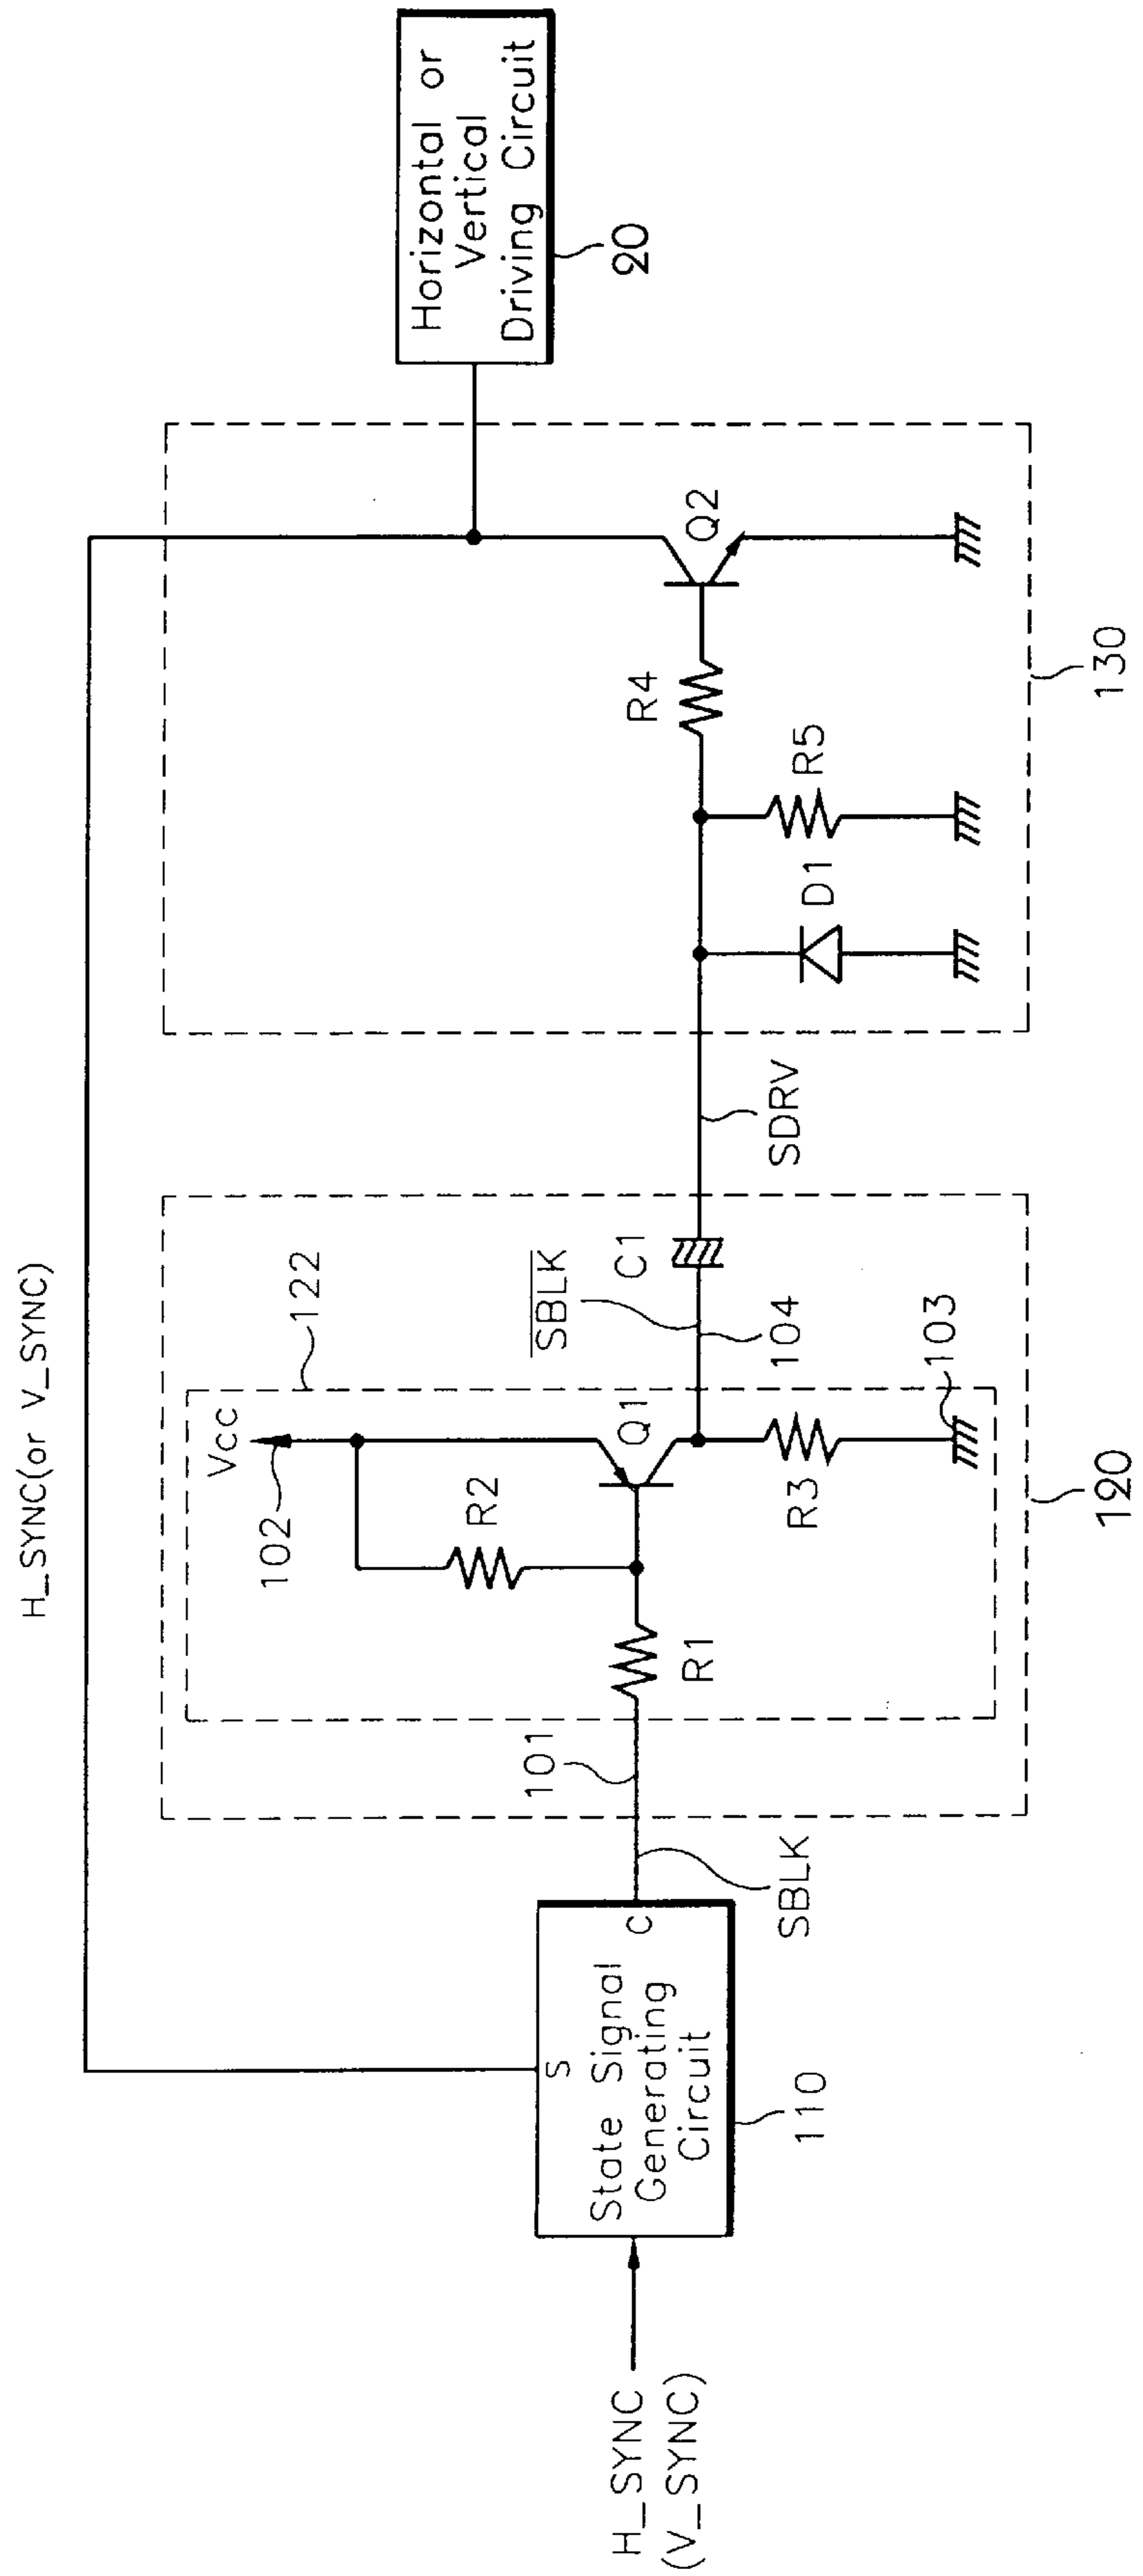 H_SYNC(or V_SYNC)
Horizontal or
Vertical
Driving Circuit
20
122
Vcc
102
R2
Q1
R1
101
R3
103
104
S̅B̅L̅K̅
C1
120
SDRV
D1
R5
R4
Q2
130
S
C
State Signal
Generating
Circuit
110
SBLK
H_SYNC
(V_SYNC)